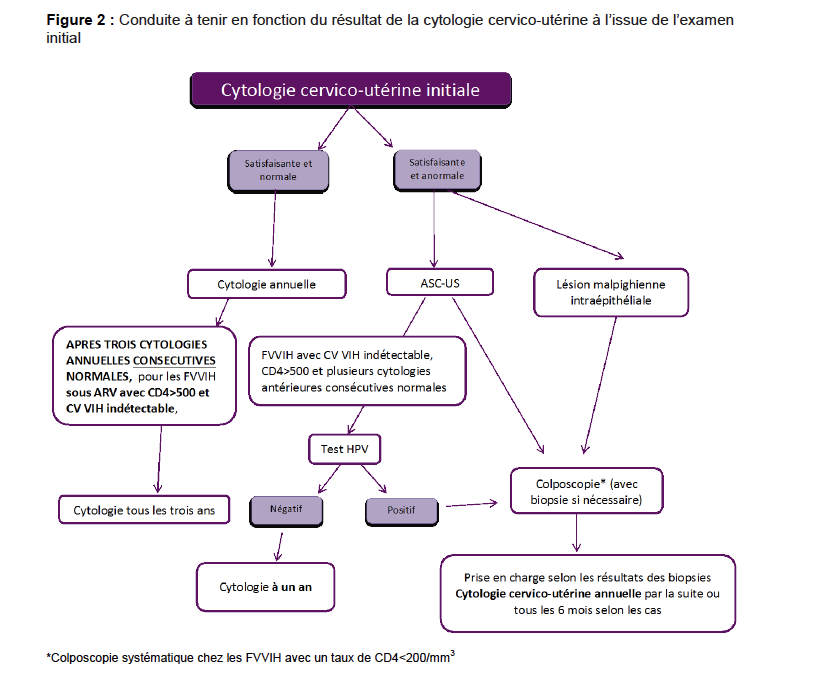 Figure 2 : Conduite à tenir en fonction du résultat de la cytologie cervico-utérine à l’issue de l’examen
initial
Cytologie cervico-utérine initiale
Satisfaisante et
normale
Satisfaisante
et anormale
Cytologie annuelle
ASC-US
Lésion malpighienne
intraépithéliale
APRES TROIS CYTOLOGIES
ANNUELLES CONSECUTIVES
NORMALES, pour les FVVIH
sous ARV avec CD4>500 et
CV VIH indétectable,
FVVIH avec CV VIH indétectable,
CD4>500 et plusieurs cytologies
antérieures consécutives normales
Test HPV
Colposcopie* (avec
biopsie si nécessaire)
Cytologie tous les trois ans
Négatif
Positif
Cytologie à un an
Prise en charge selon les résultats des biopsies
Cytologie cervico-utérine annuelle par la suite ou
tous les 6 mois selon les cas
*Colposcopie systématique chez les FVVIH avec un taux de CD4<200/mm³